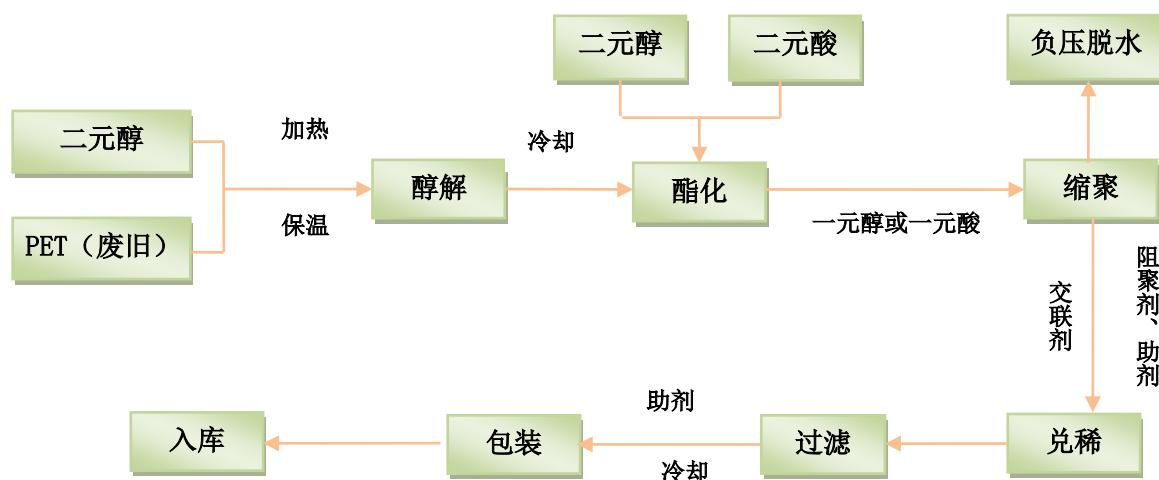 二元醇
二元酸
负压脱水
二元醇
加热
冷却
醇解
酯化
缩聚
保温
一元醇或一元酸
PET（废旧）
交联剂
阻聚剂、助剂
助剂
入库
包装
过滤
兑稀
冷却